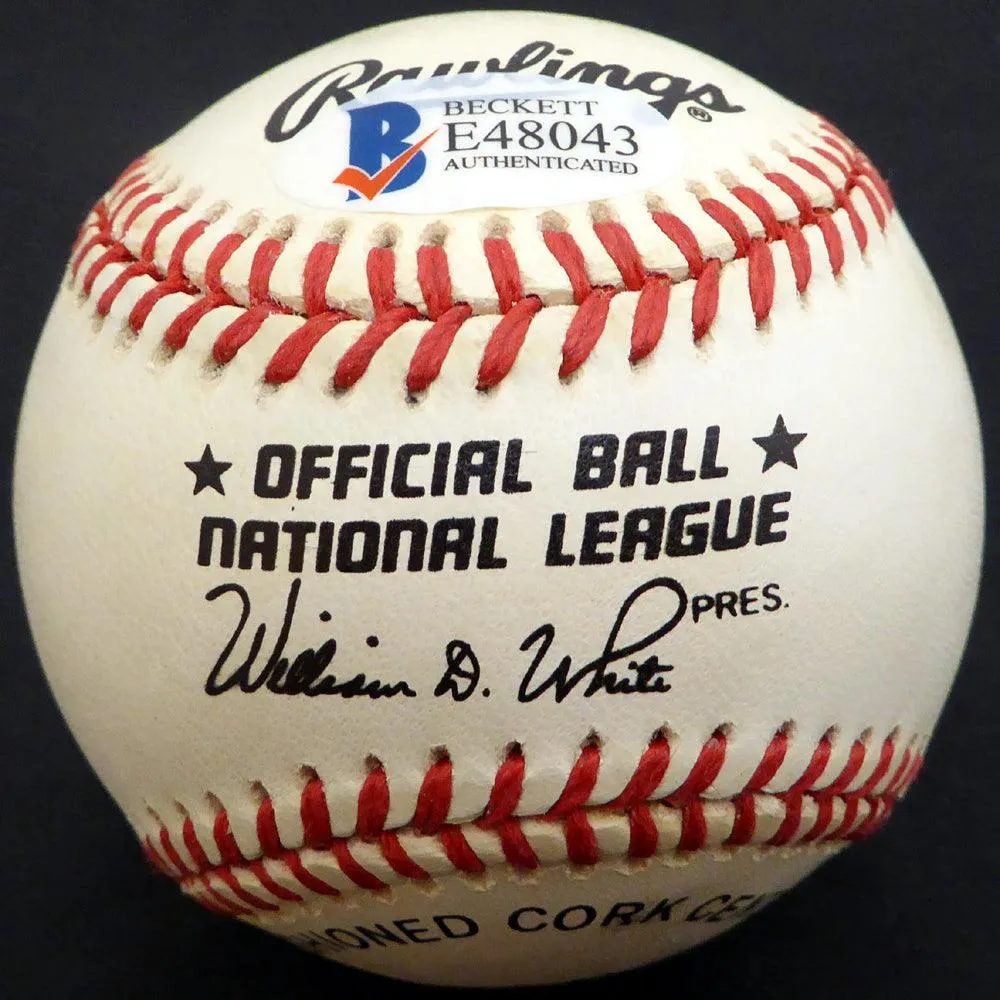 Rawlings®
BECKETT
E48043
AUTHENTICATED
B
★ OFFICIAL BALL ★
NATIONAL LEAGUE
William D. White PRES.
IONED CORK CE